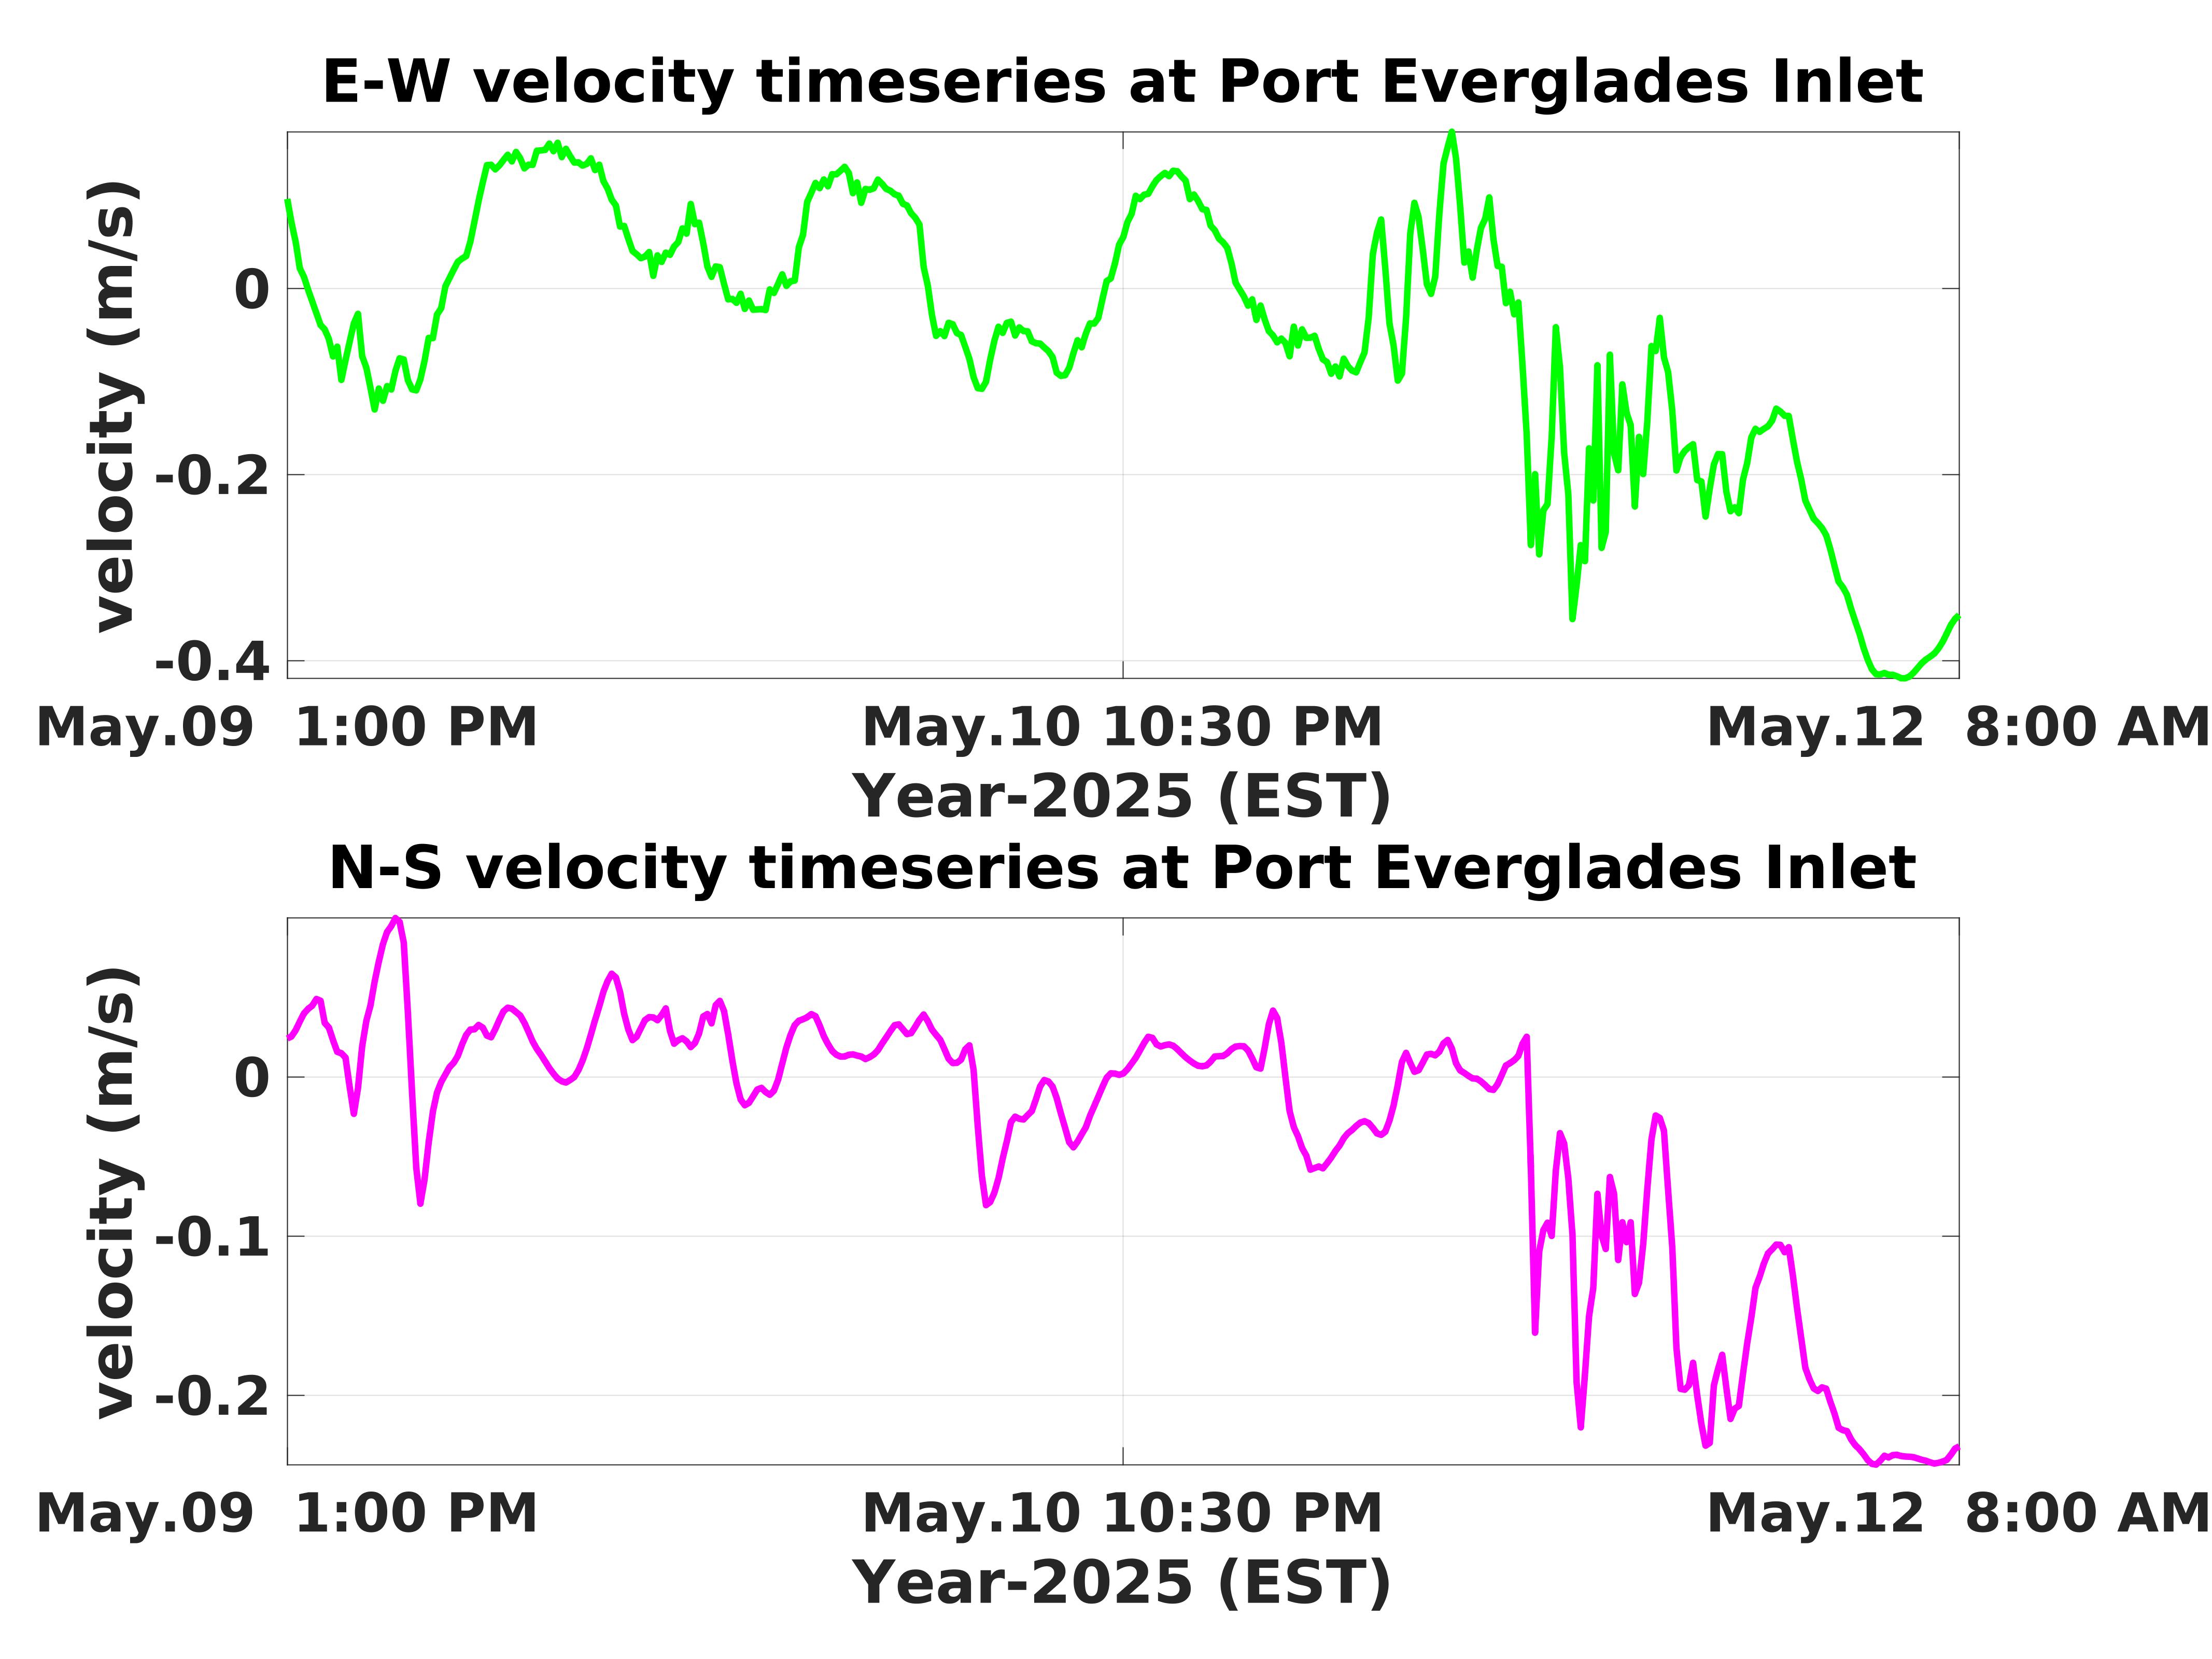 E-W velocity timeseries at Port Everglades Inlet
velocity (m/s)
0
-0.2
-0.4
May.09  1:00 PM
May.10 10:30 PM
May.12  8:00 AM
Year-2025 (EST)
N-S velocity timeseries at Port Everglades Inlet
velocity (m/s)
0
-0.1
-0.2
May.09  1:00 PM
May.10 10:30 PM
May.12  8:00 AM
Year-2025 (EST)